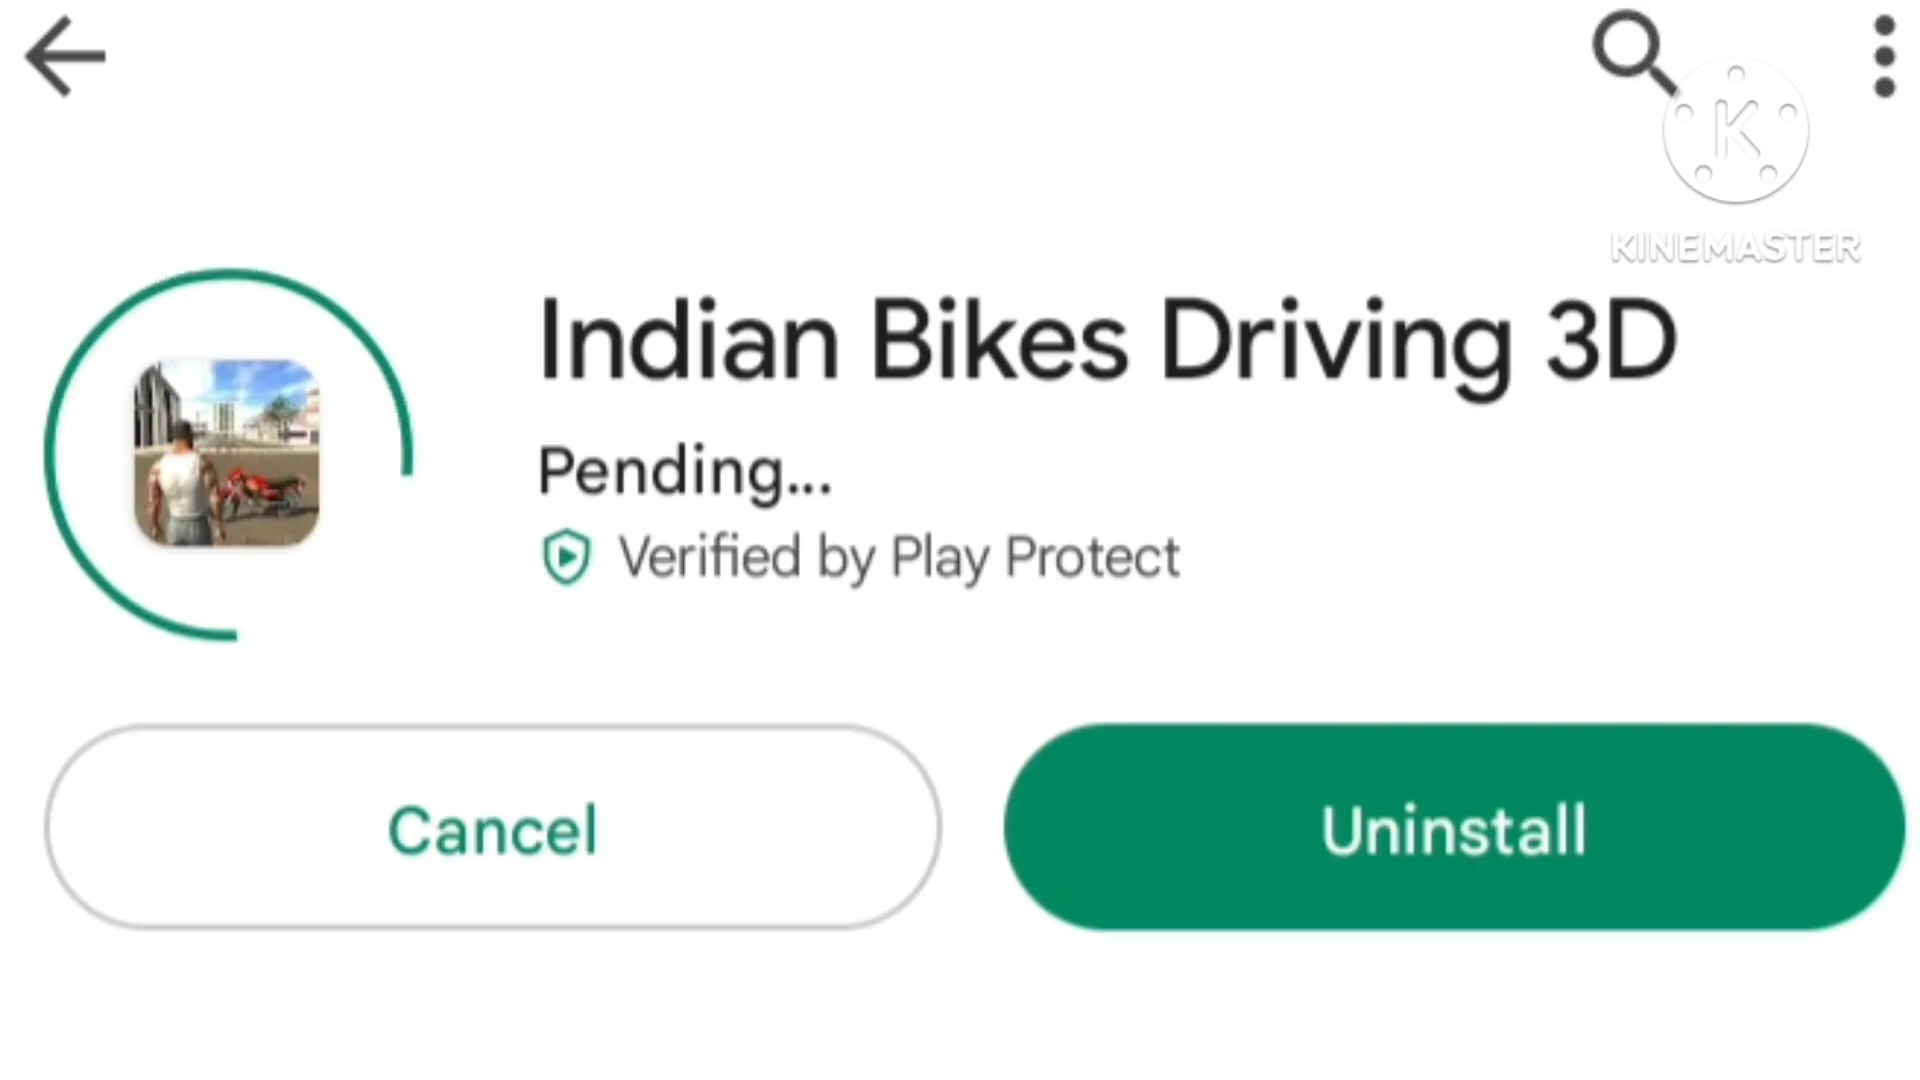 K
KINEMASTER
Indian Bikes Driving 3D
Pending...
Verified by Play Protect
Cancel
Uninstall